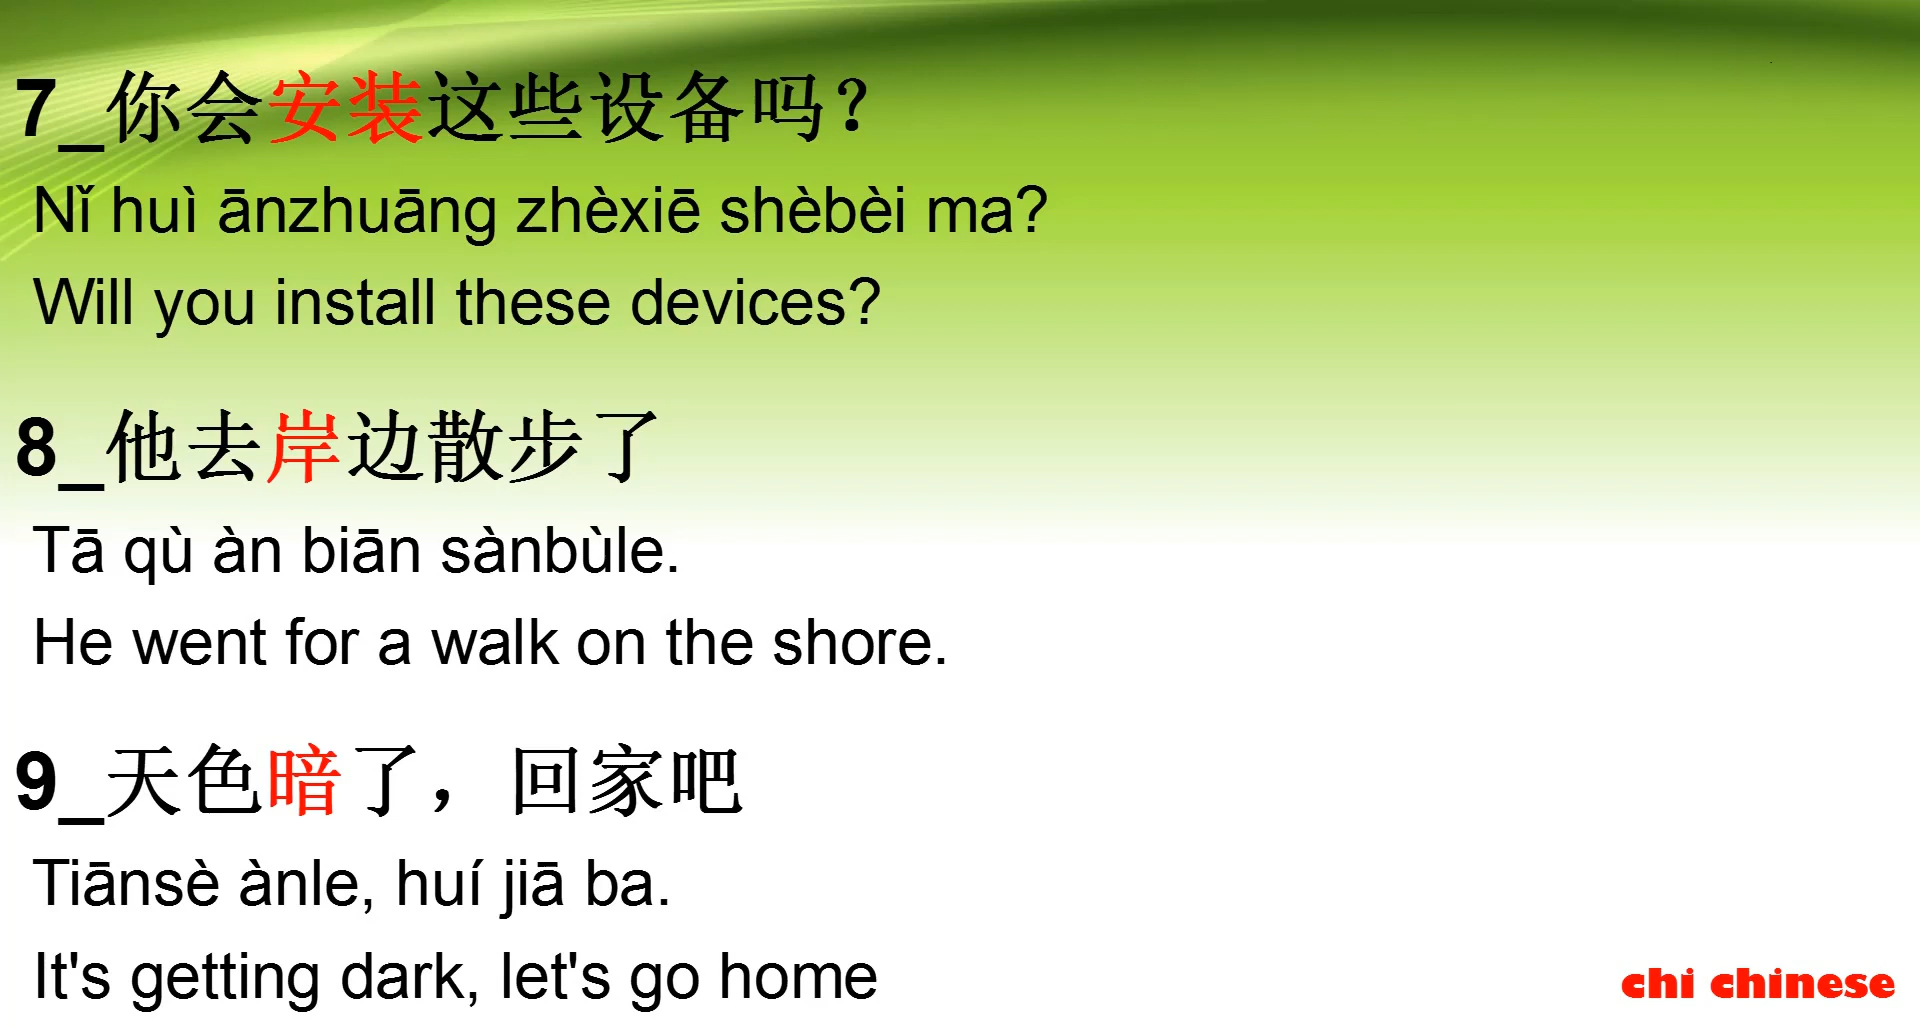 7_你会安装这些设备吗？
Nǐ huì ānzhuāng zhèxiē shèbèi ma?
Will you install these devices?
8_他去岸边散步了
Tā qù àn biān sànbùle.
He went for a walk on the shore.
9_天色暗了，回家吧
Tiānsè ànle, huí jiā ba.
It's getting dark, let's go home
chi chinese